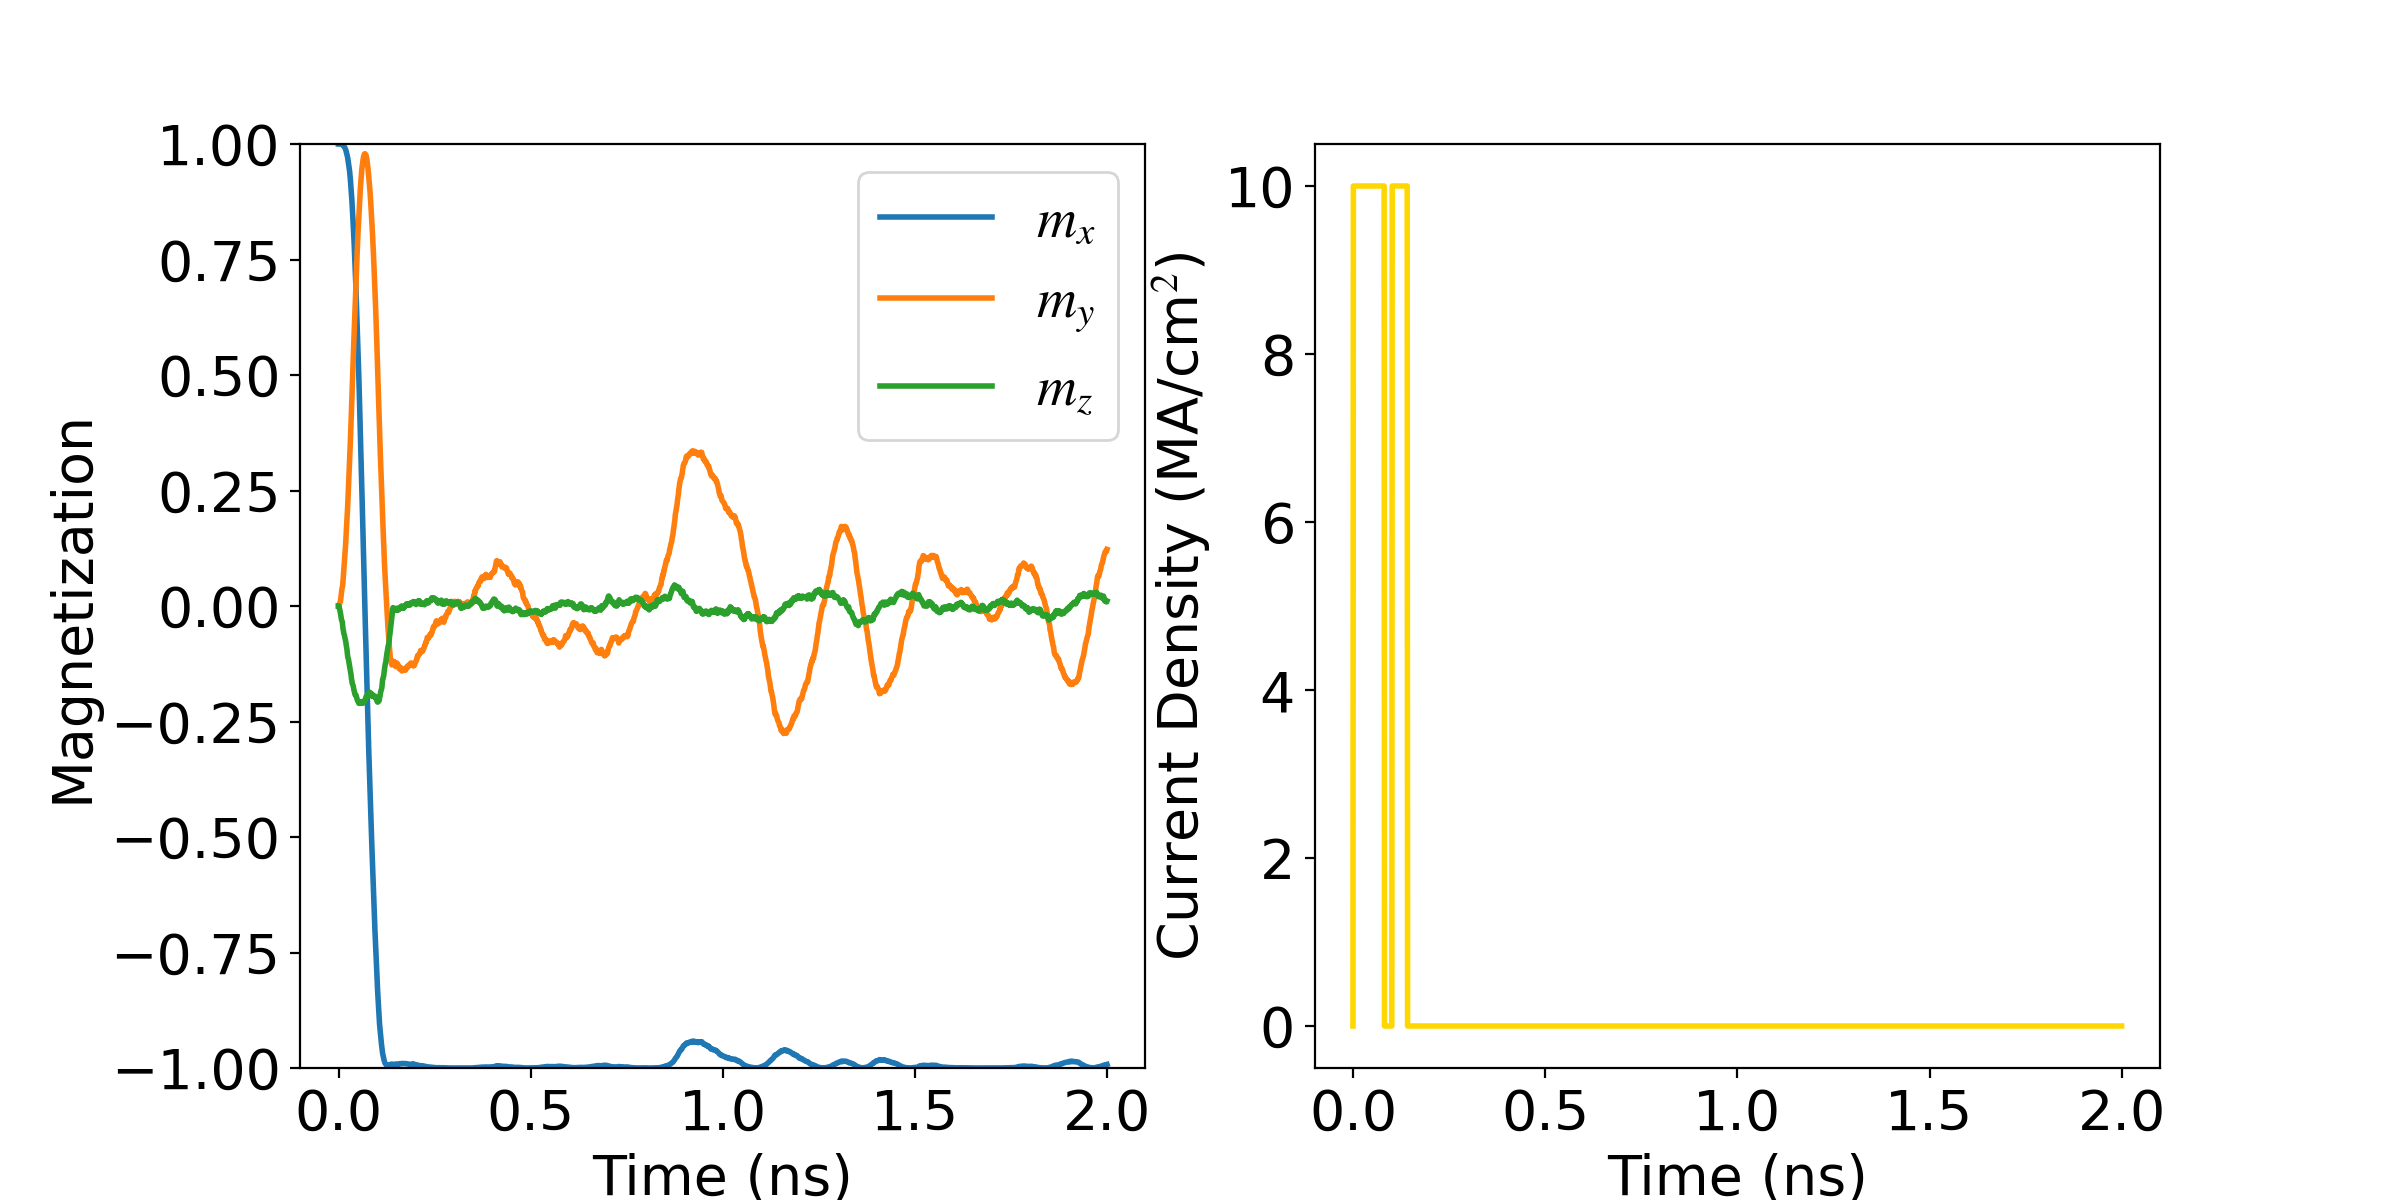 1.00
0.75
0.50
0.25
0.00
−0.25
−0.50
−0.75
−1.00
Magnetization
0.0 0.5 1.0 1.5 2.0
Time (ns)
m_x
m_y
m_z
10
8
6
4
2
0
Current Density (MA/cm²)
0.0 0.5 1.0 1.5 2.0
Time (ns)